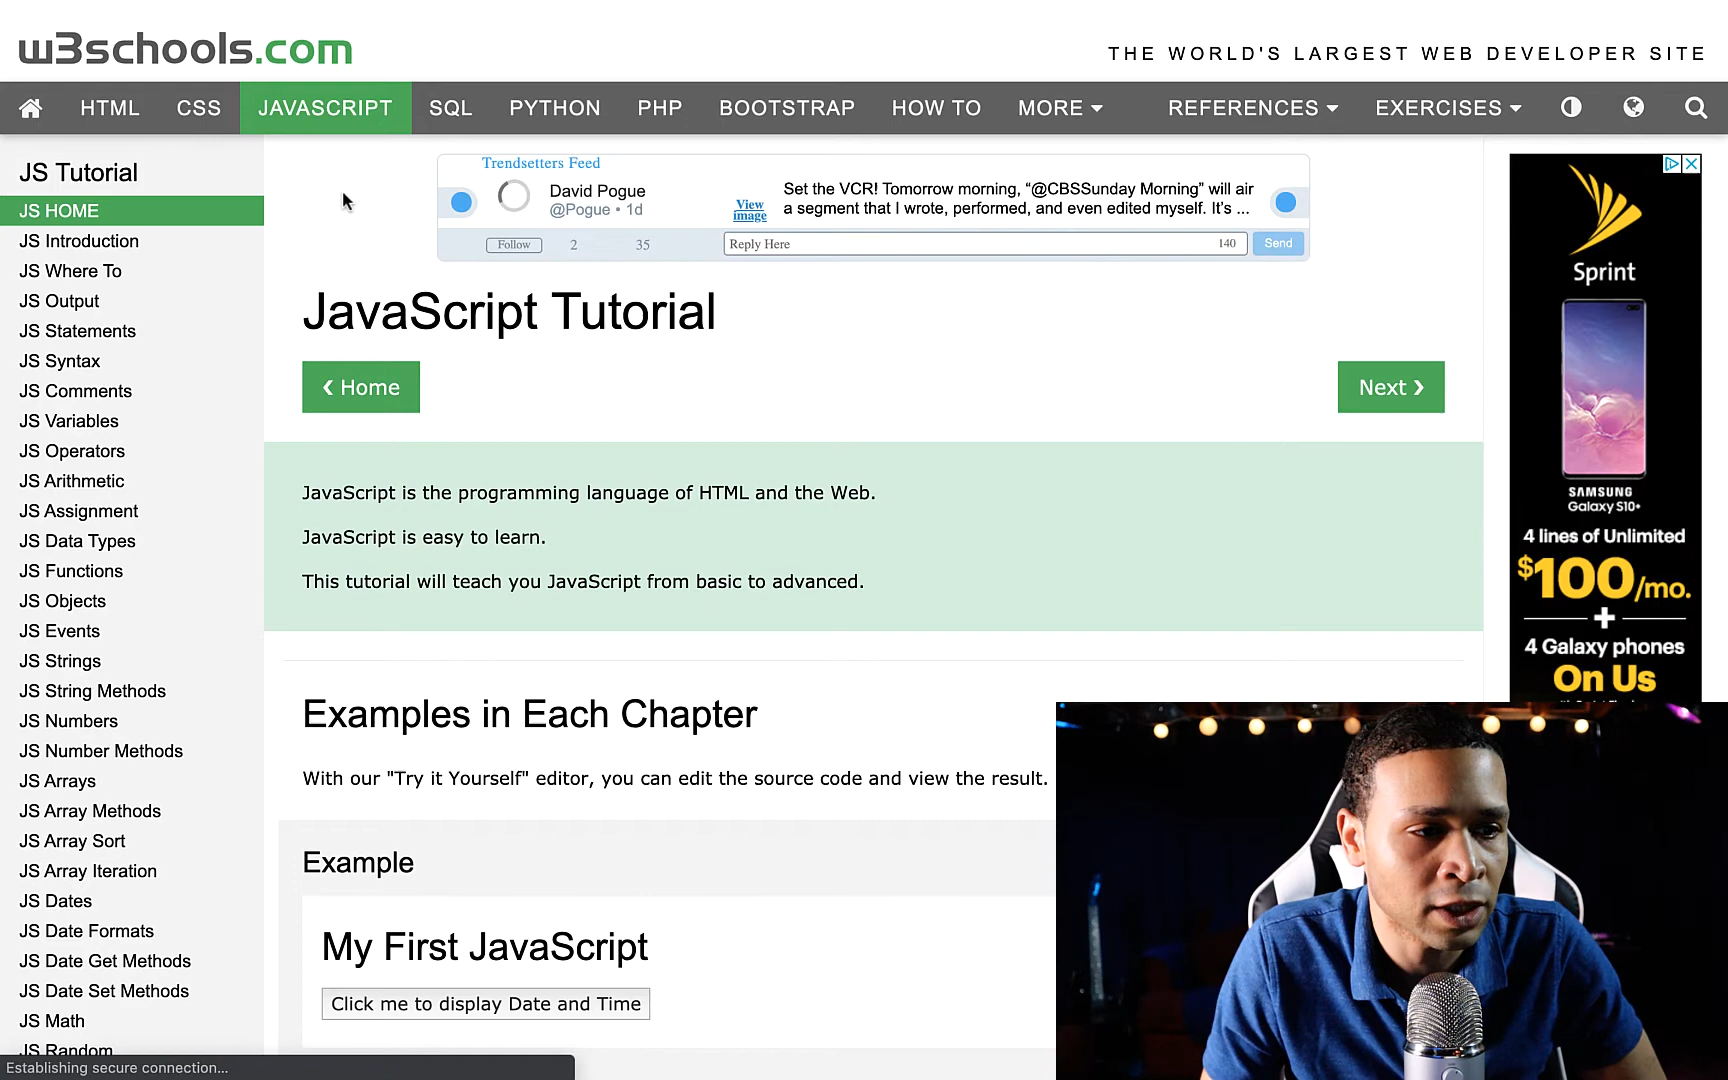 w3schools.com
THE WORLD'S LARGEST WEB DEVELOPER SITE
HTML CSS JAVASCRIPT SQL PYTHON PHP BOOTSTRAP HOW TO MORE REFERENCES EXERCISES
JS Tutorial
JS HOME
JS Introduction
JS Where To
JS Output
JS Statements
JS Syntax
JS Comments
JS Variables
JS Operators
JS Arithmetic
JS Assignment
JS Data Types
JS Functions
JS Objects
JS Events
JS Strings
JS String Methods
JS Numbers
JS Number Methods
JS Arrays
JS Array Methods
JS Array Sort
JS Array Iteration
JS Dates
JS Date Formats
JS Date Get Methods
JS Date Set Methods
JS Math
JS Random
Establishing secure connection...
Trendsetters Feed
David Pogue
@Pogue • 1d
View
image
Set the VCR! Tomorrow morning, “@CBSSunday Morning” will air
a segment that I wrote, performed, and even edited myself. It’s ...
Follow 2 35
Reply Here 140 Send
JavaScript Tutorial
❮ Home
Next ❯
JavaScript is the programming language of HTML and the Web.
JavaScript is easy to learn.
This tutorial will teach you JavaScript from basic to advanced.
Examples in Each Chapter
With our "Try it Yourself" editor, you can edit the source code and view the result.
Example
My First JavaScript
Click me to display Date and Time
Sprint
SAMSUNG
Galaxy S10+
4 lines of Unlimited
$100/mo.
+
4 Galaxy phones
On Us